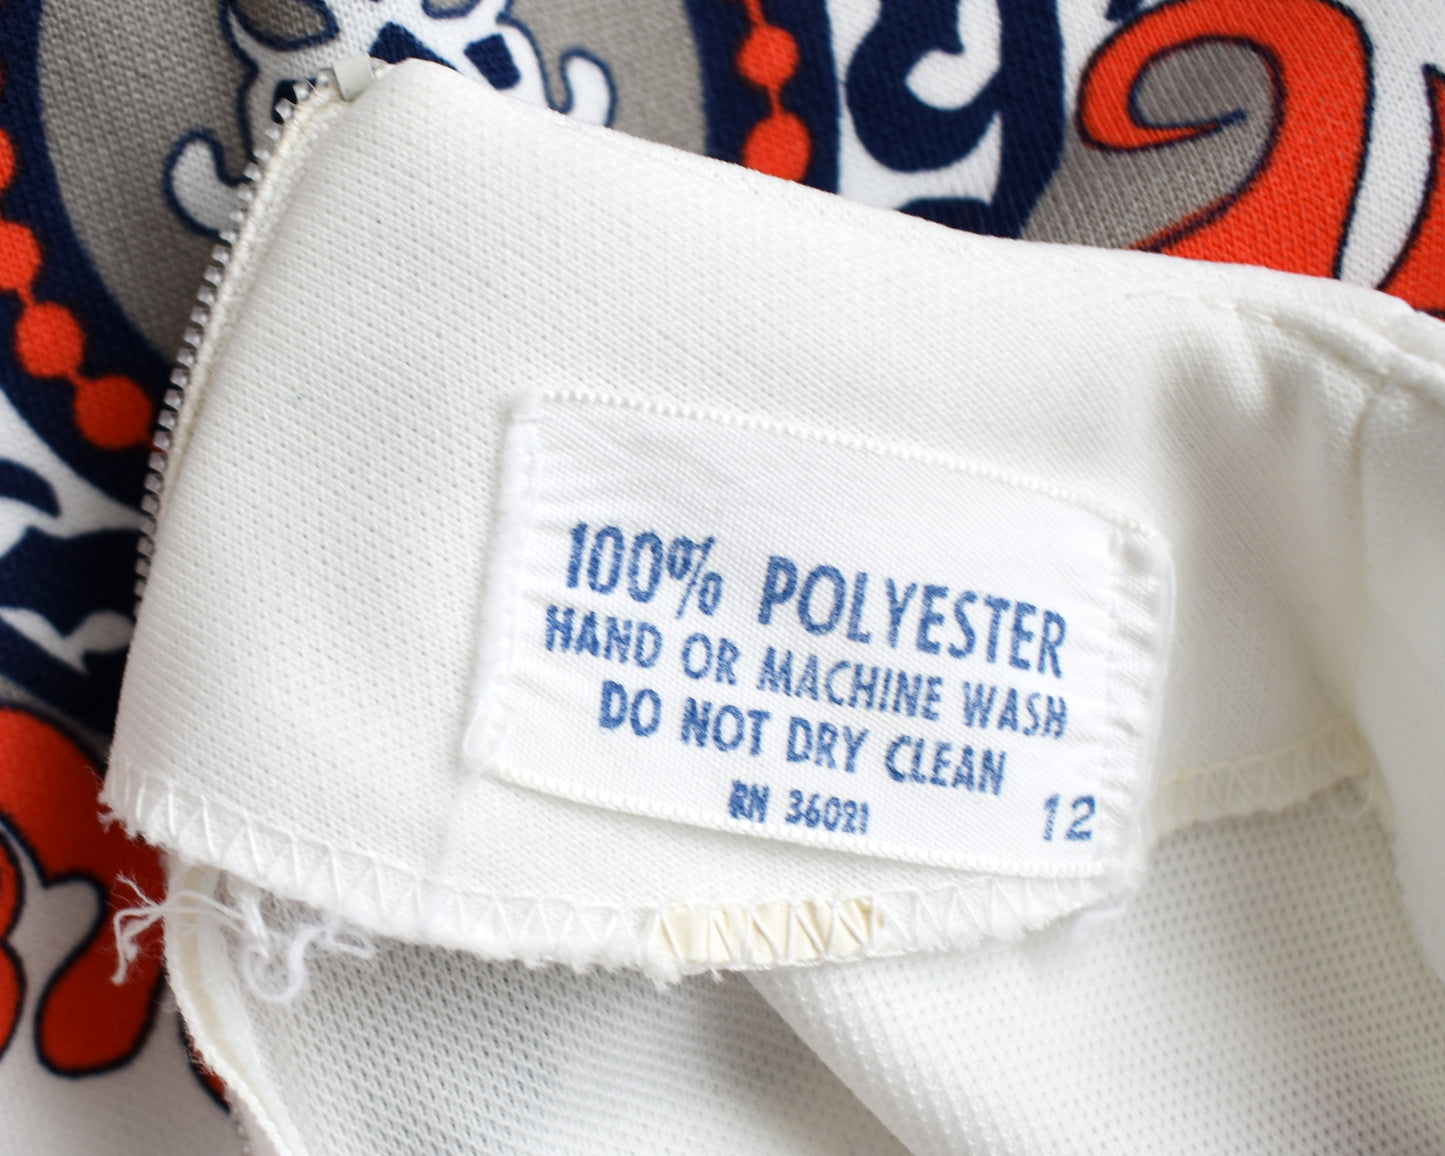 100% POLYESTER
HAND OR MACHINE WASH
DO NOT DRY CLEAN
RN 36021 12